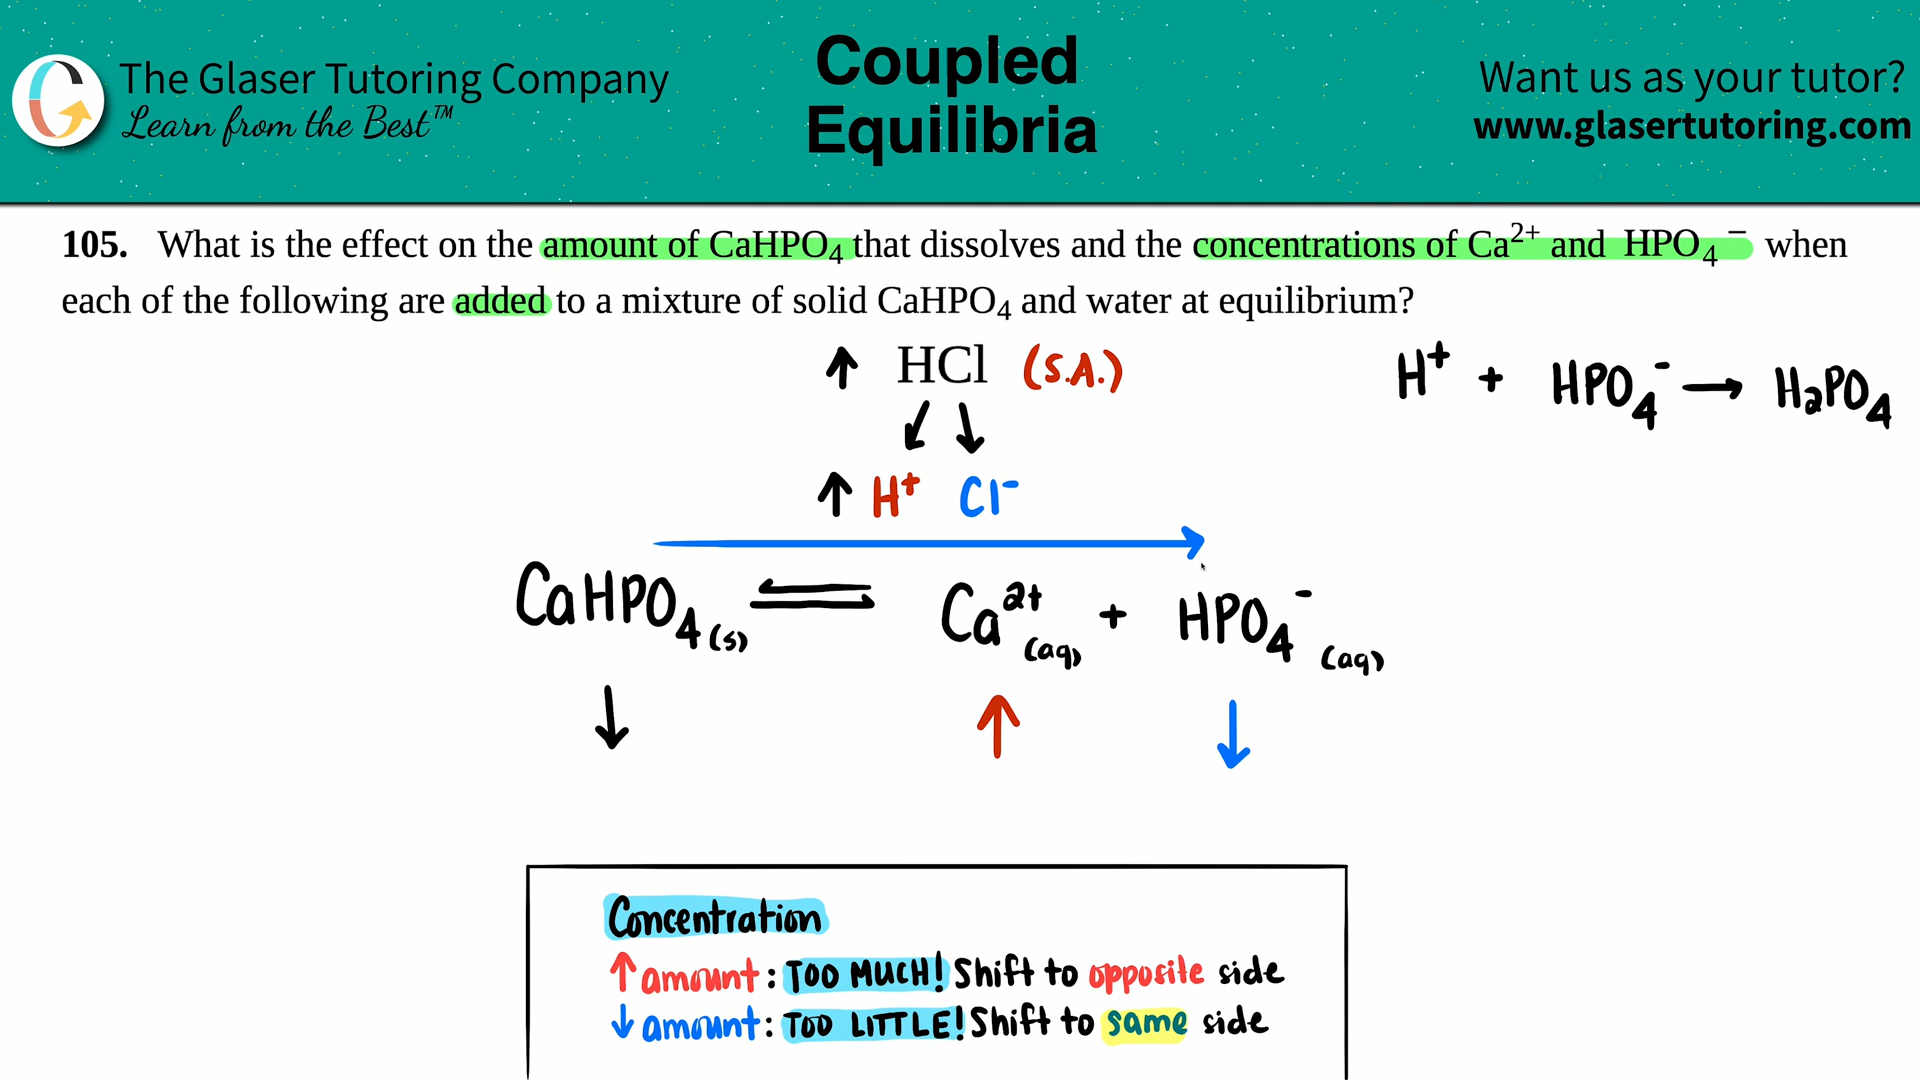 The Glaser Tutoring Company
Learn from the Best™
Coupled
Equilibria
Want us as your tutor?
www.glasertutoring.com
105. What is the effect on the amount of CaHPO₄ that dissolves and the concentrations of Ca²⁺ and HPO₄⁻ when
each of the following are added to a mixture of solid CaHPO₄ and water at equilibrium?
↑ HCl (S.A.)
H⁺ + HPO₄⁻ → H₂PO₄
↙ ↘
↑ H⁺ Cl⁻
CaHPO₄(s) ⇌ Ca²⁺(aq) + HPO₄⁻(aq)
↓ ↑ ↓
Concentration
↑ amount: TOO MUCH! Shift to opposite side
↓ amount: TOO LITTLE! Shift to same side